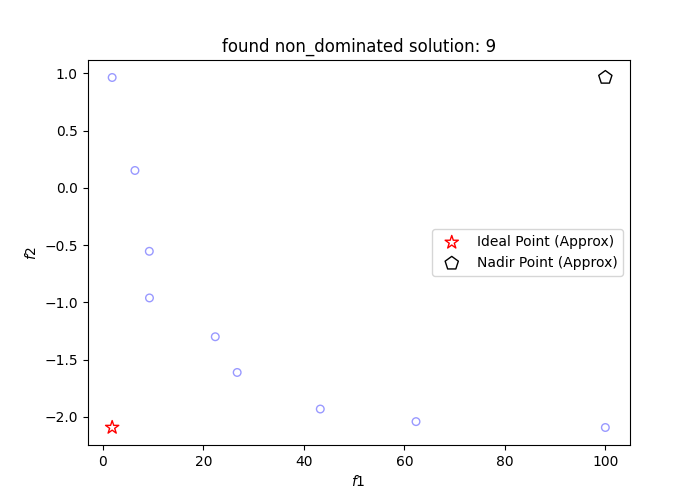 found non_dominated solution: 9
1.0
0.5
0.0
−0.5
−1.0
−1.5
−2.0
f2
Ideal Point (Approx)
Nadir Point (Approx)
0 20 40 60 80 100
f1